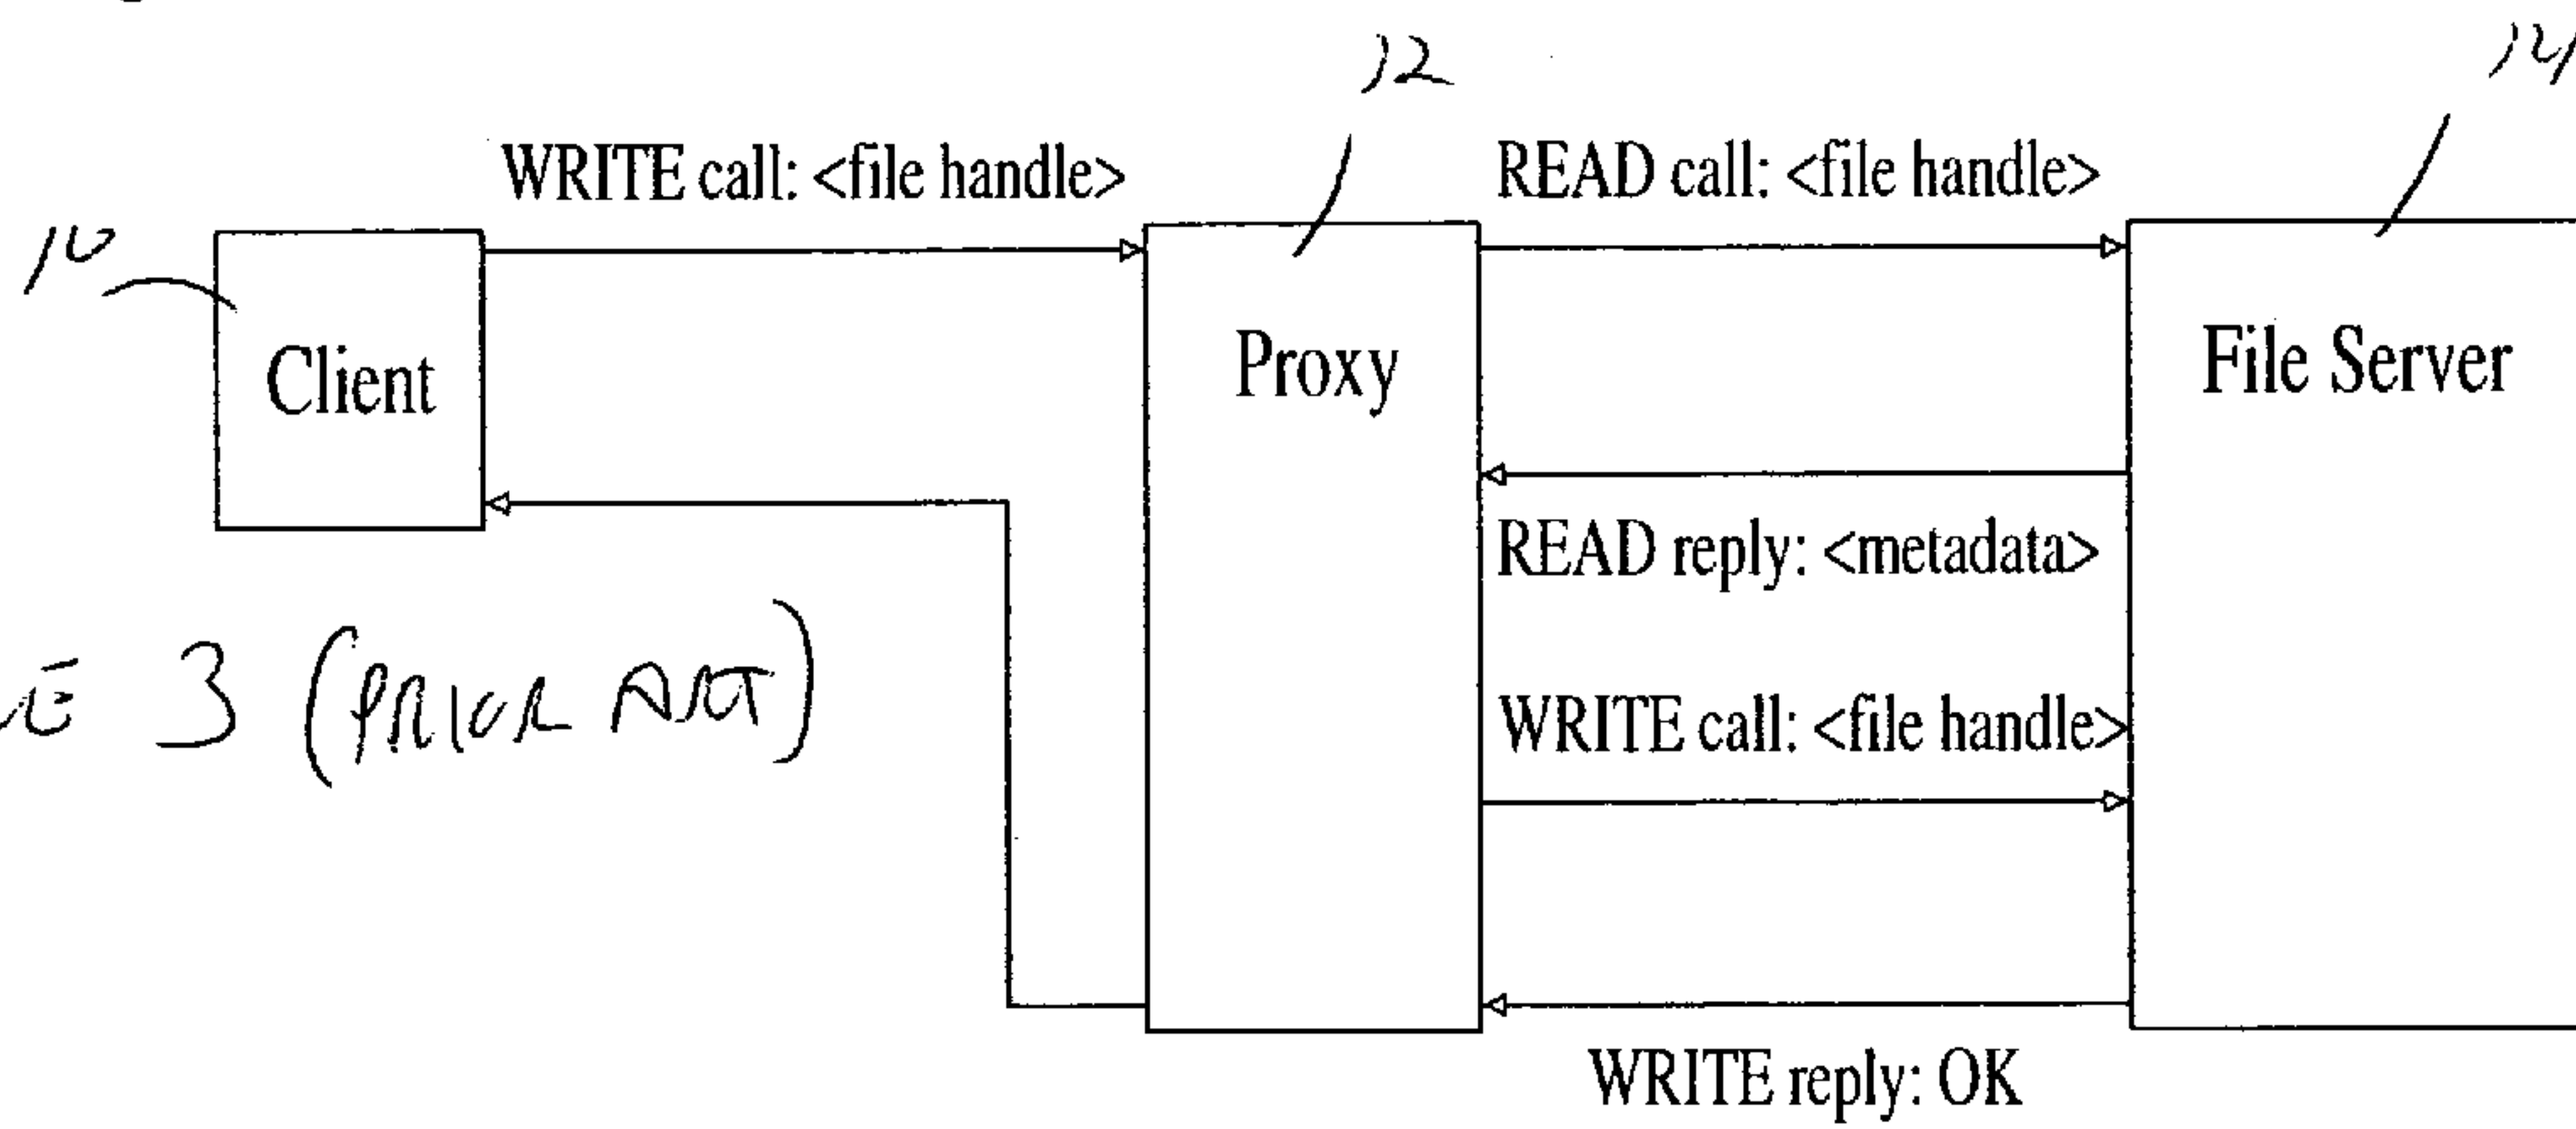 12
14
WRITE call: <file handle>
READ call: <file handle>
10
Client
Proxy
File Server
READ reply: <metadata>
3 (PRIOR ART)
WRITE call: <file handle>
WRITE reply: OK